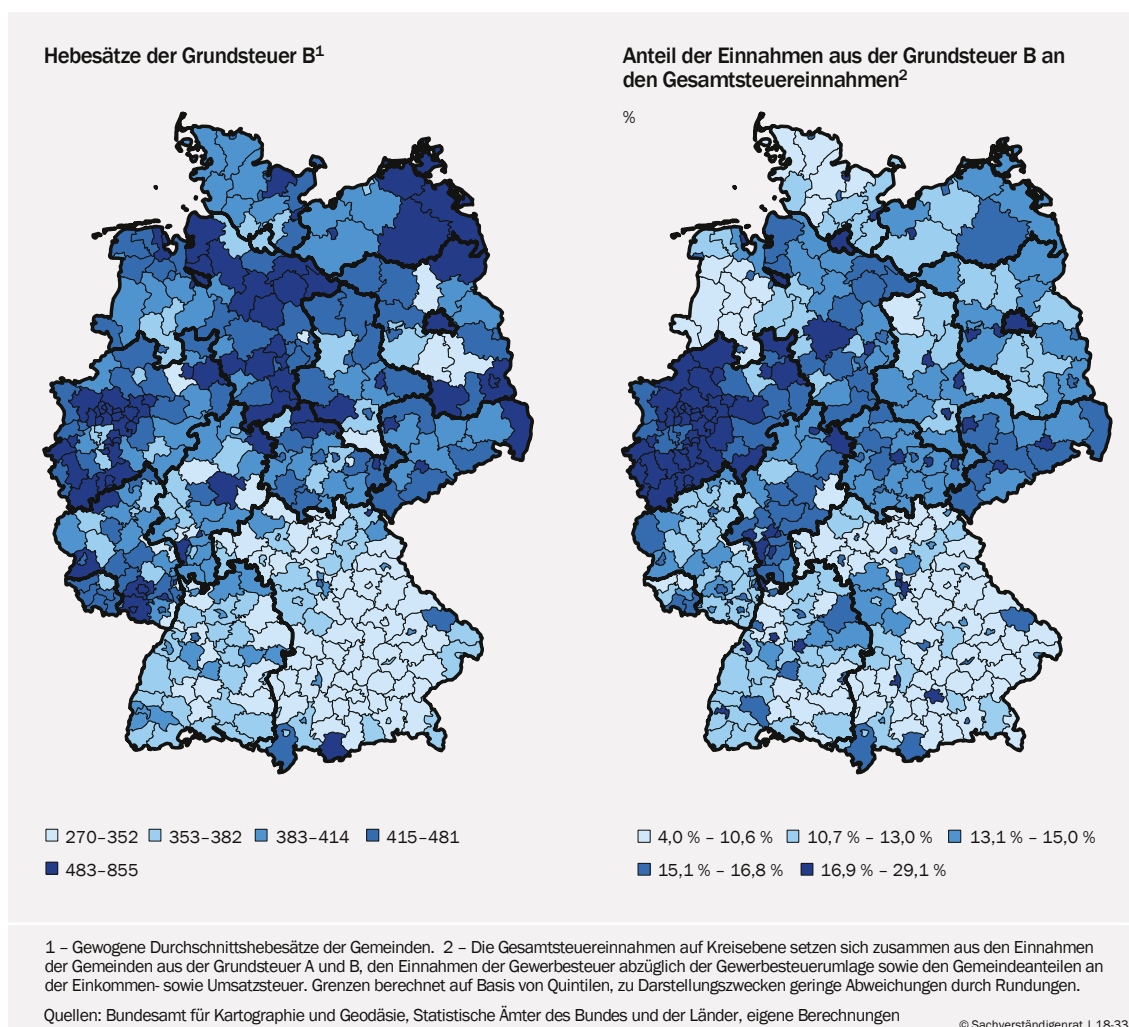 Hebesätze der Grundsteuer B¹
Anteil der Einnahmen aus der Grundsteuer B an
den Gesamtsteuereinnahmen²
%
270–352 353–382 383–414 415–481
483–855
4,0 % – 10,6 % 10,7 % – 13,0 % 13,1 % – 15,0 %
15,1 % – 16,8 % 16,9 % – 29,1 %
1 – Gewogene Durchschnittshebesätze der Gemeinden. 2 – Die Gesamtsteuereinnahmen auf Kreisebene setzen sich zusammen aus den Einnahmen
der Gemeinden aus der Grundsteuer A und B, den Einnahmen der Gewerbesteuer abzüglich der Gewerbesteuerumlage sowie den Gemeindeanteilen an
der Einkommen- sowie Umsatzsteuer. Grenzen berechnet auf Basis von Quintilen, zu Darstellungszwecken geringe Abweichungen durch Rundungen.
Quellen: Bundesamt für Kartographie und Geodäsie, Statistische Ämter des Bundes und der Länder, eigene Berechnungen
© Sachverständigenrat | 18-33